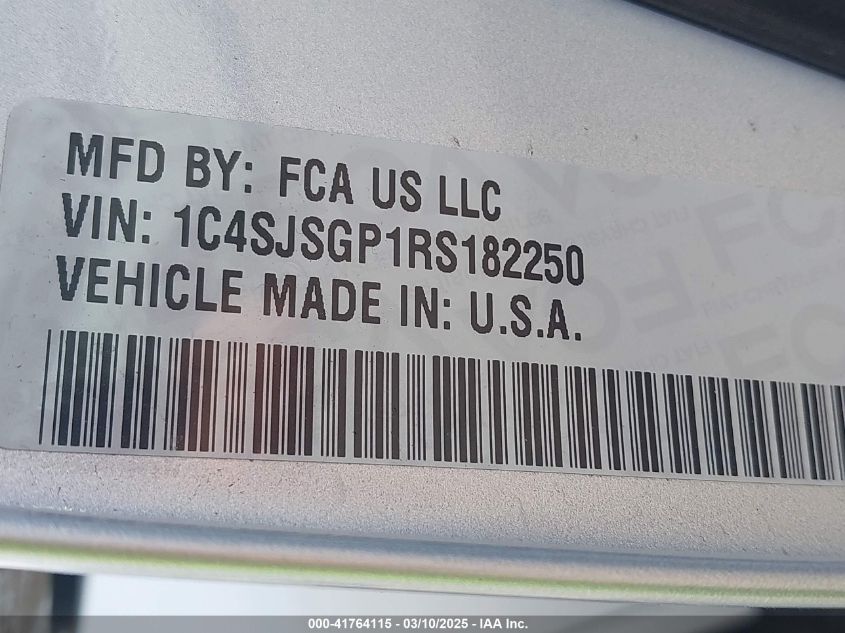 MFD BY: FCA US LLC
VIN: 1C4SJSGP1RS182250
VEHICLE MADE IN: U.S.A.
000-41764115 - 03/10/2025 - IAA Inc.